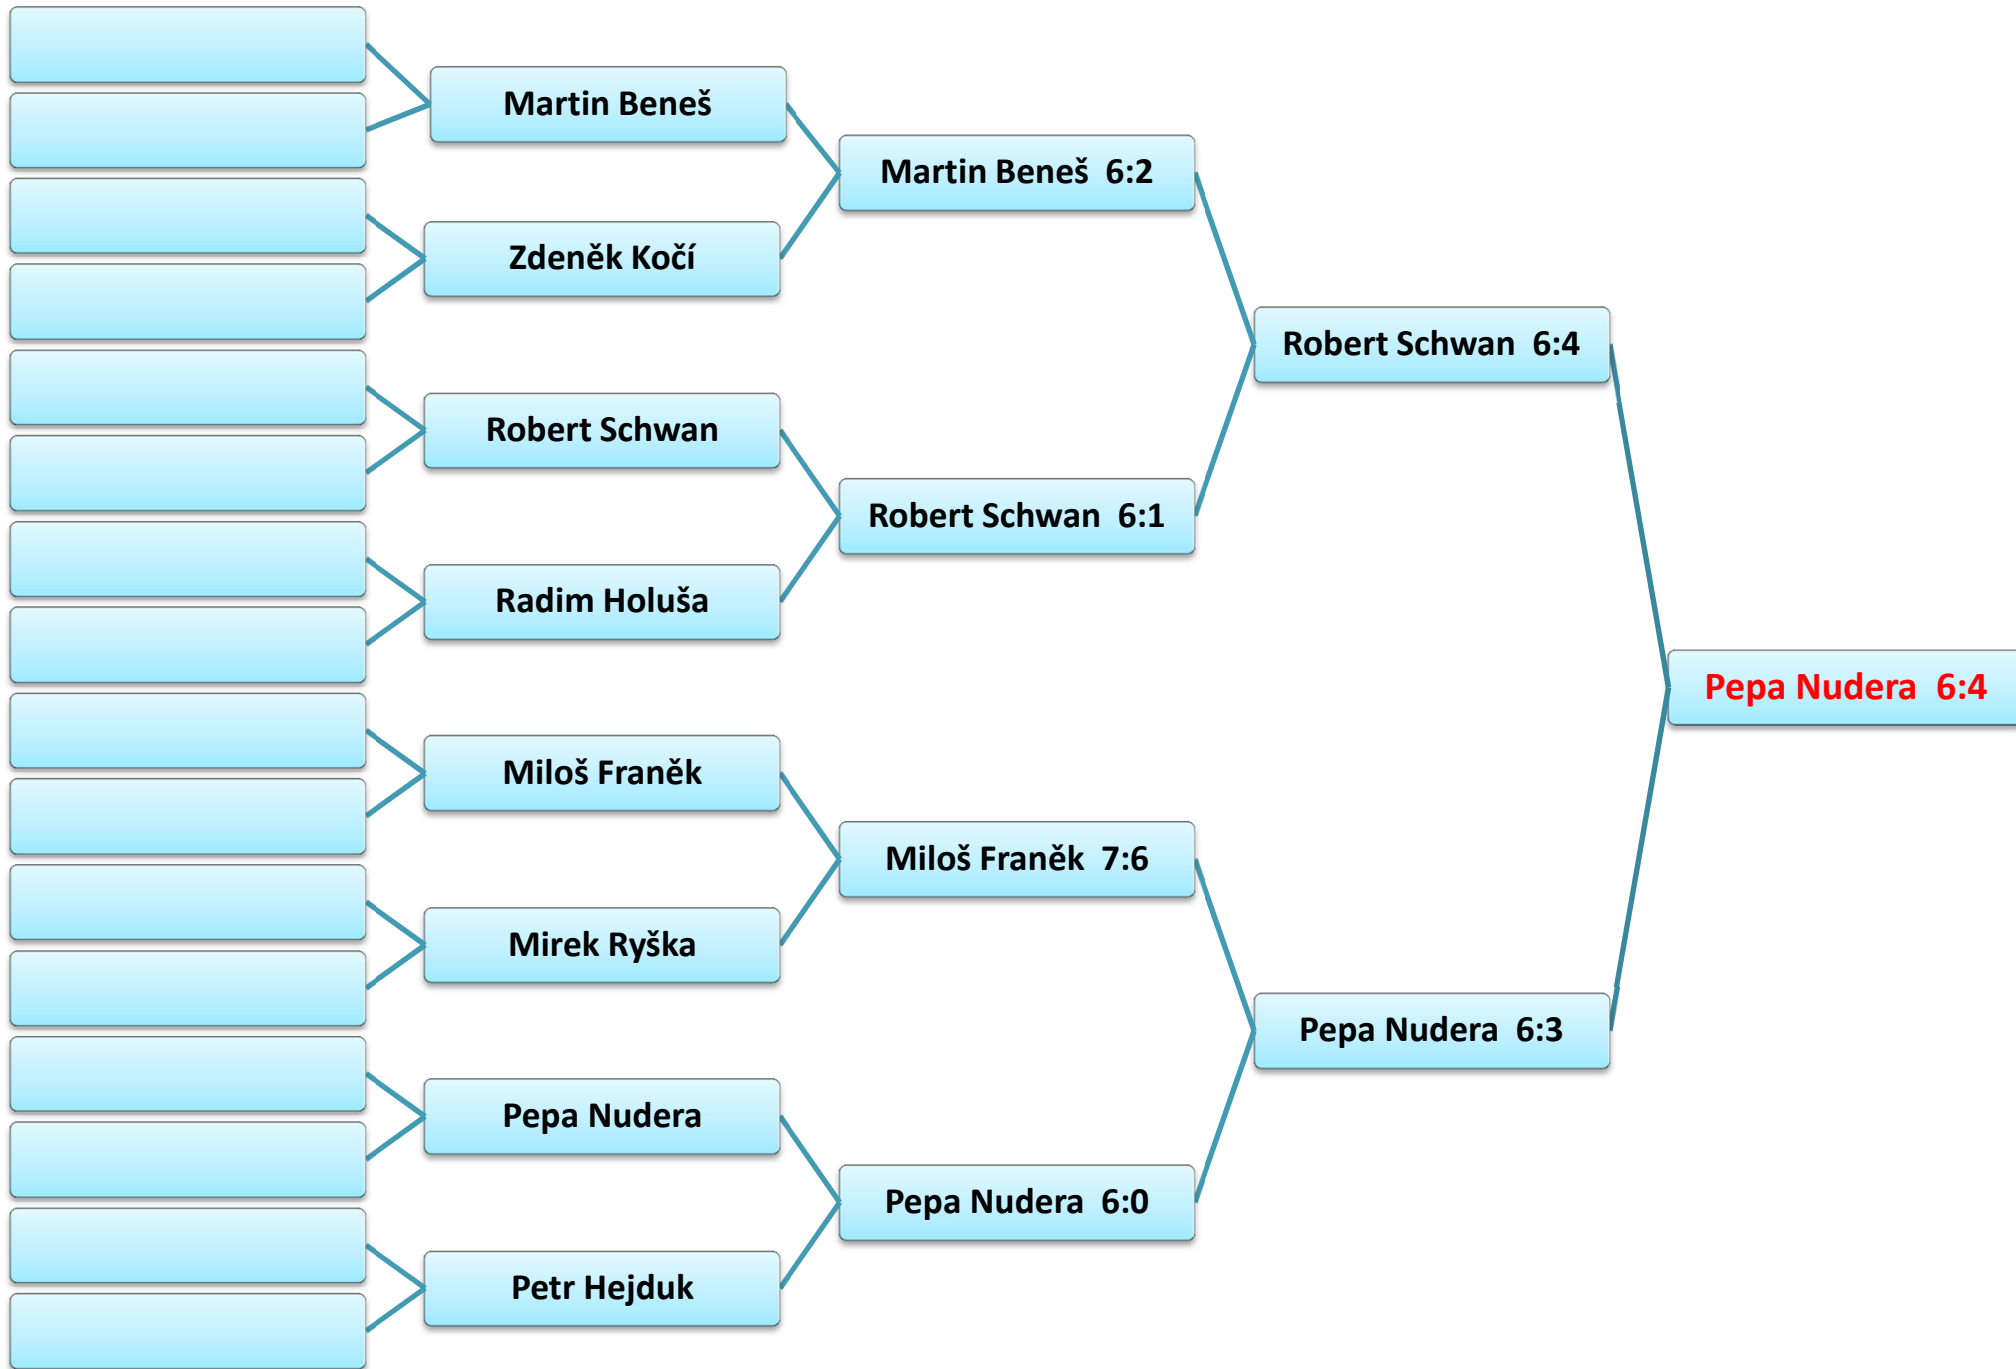 Martin Beneš
Zdeněk Kočí
Robert Schwan
Radim Holuša
Miloš Franěk
Mirek Ryška
Pepa Nudera
Petr Hejduk
Martin Beneš  6:2
Robert Schwan  6:1
Miloš Franěk  7:6
Pepa Nudera  6:0
Robert Schwan  6:4
Pepa Nudera  6:3
Pepa Nudera  6:4